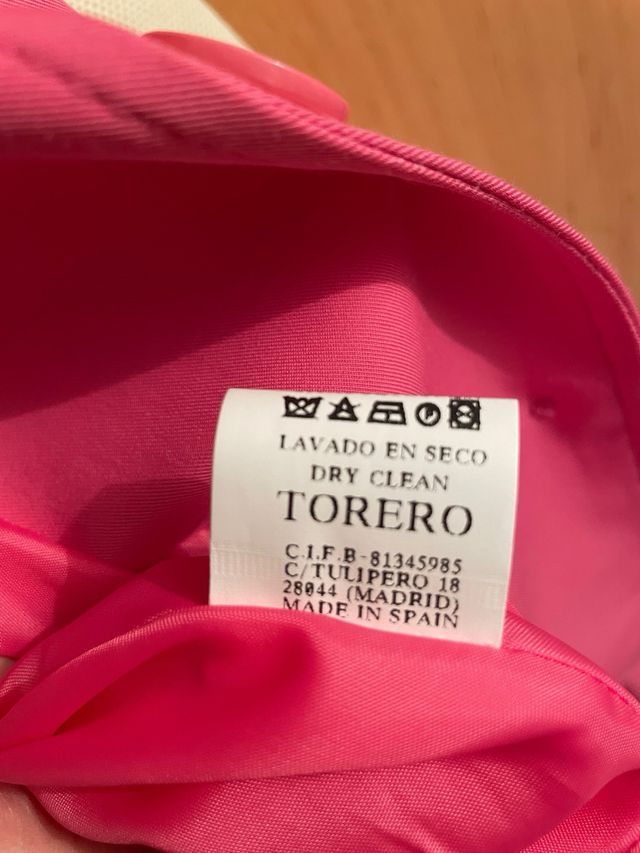 LAVADO EN SECO
DRY CLEAN
TORERO
C.I.F.B-81345985
C/TULIPERO 18
28044 (MADRID)
MADE IN SPAIN